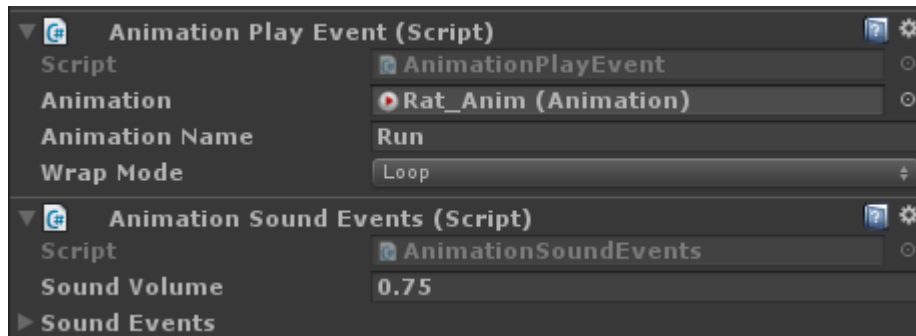 Animation Play Event (Script)
Script AnimationPlayEvent
Animation Rat_Anim (Animation)
Animation Name Run
Wrap Mode Loop
Animation Sound Events (Script)
Script AnimationSoundEvents
Sound Volume 0.75
Sound Events